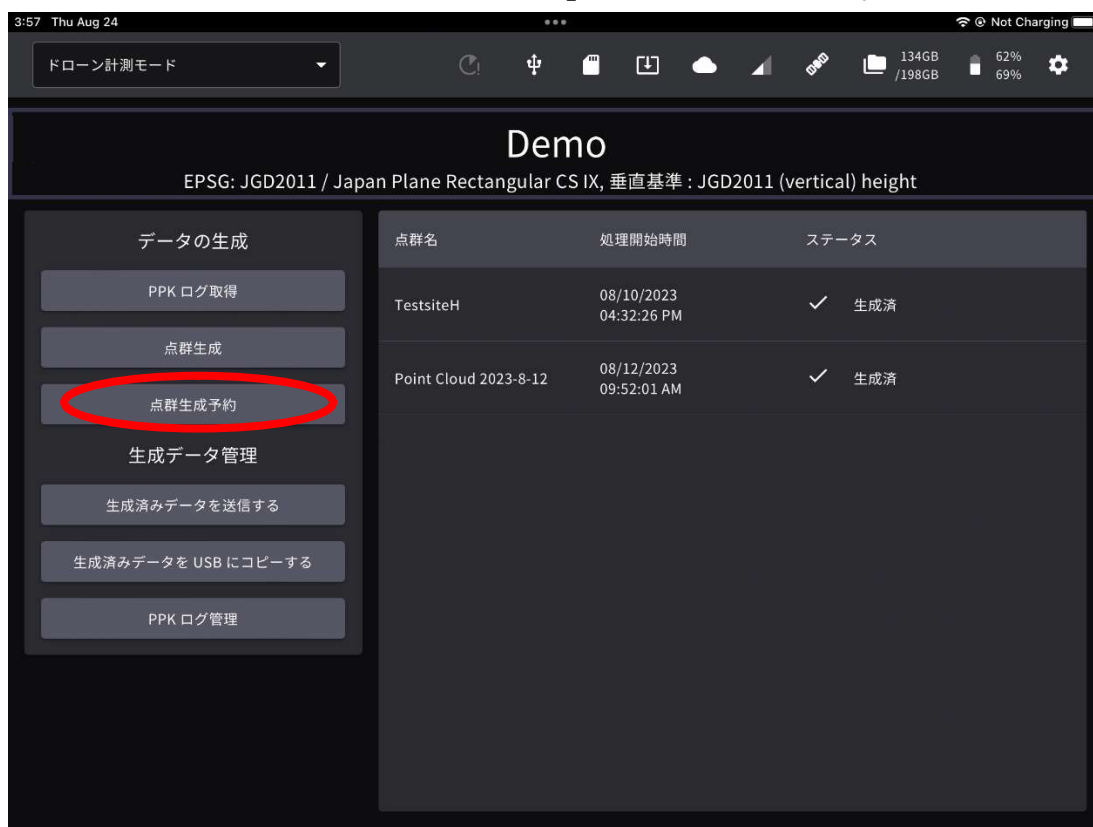 3:57 Thu Aug 24
Not Charging
ドローン計測モード
134GB
/198GB
62%
69%
Demo
EPSG: JGD2011 / Japan Plane Rectangular CS IX, 垂直基準 : JGD2011 (vertical) height
データの生成
PPK ログ取得
点群生成
点群生成予約
生成データ管理
生成済みデータを送信する
生成済みデータを USB にコピーする
PPK ログ管理
点群名 処理開始時間 ステータス
TestsiteH 08/10/2023 生成済
04:32:26 PM
Point Cloud 2023-8-12 08/12/2023 生成済
09:52:01 AM